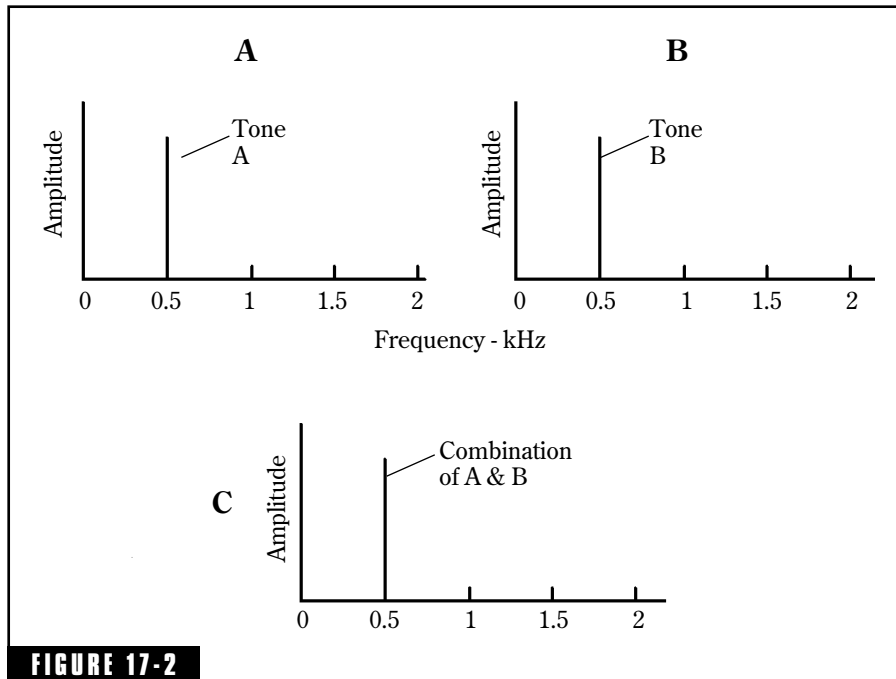 A
B
Amplitude
Tone
A
0 0.5 1 1.5 2
Amplitude
Tone
B
0 0.5 1 1.5 2
Frequency - kHz
C
Amplitude
Combination
of A & B
0 0.5 1 1.5 2
FIGURE 17-2